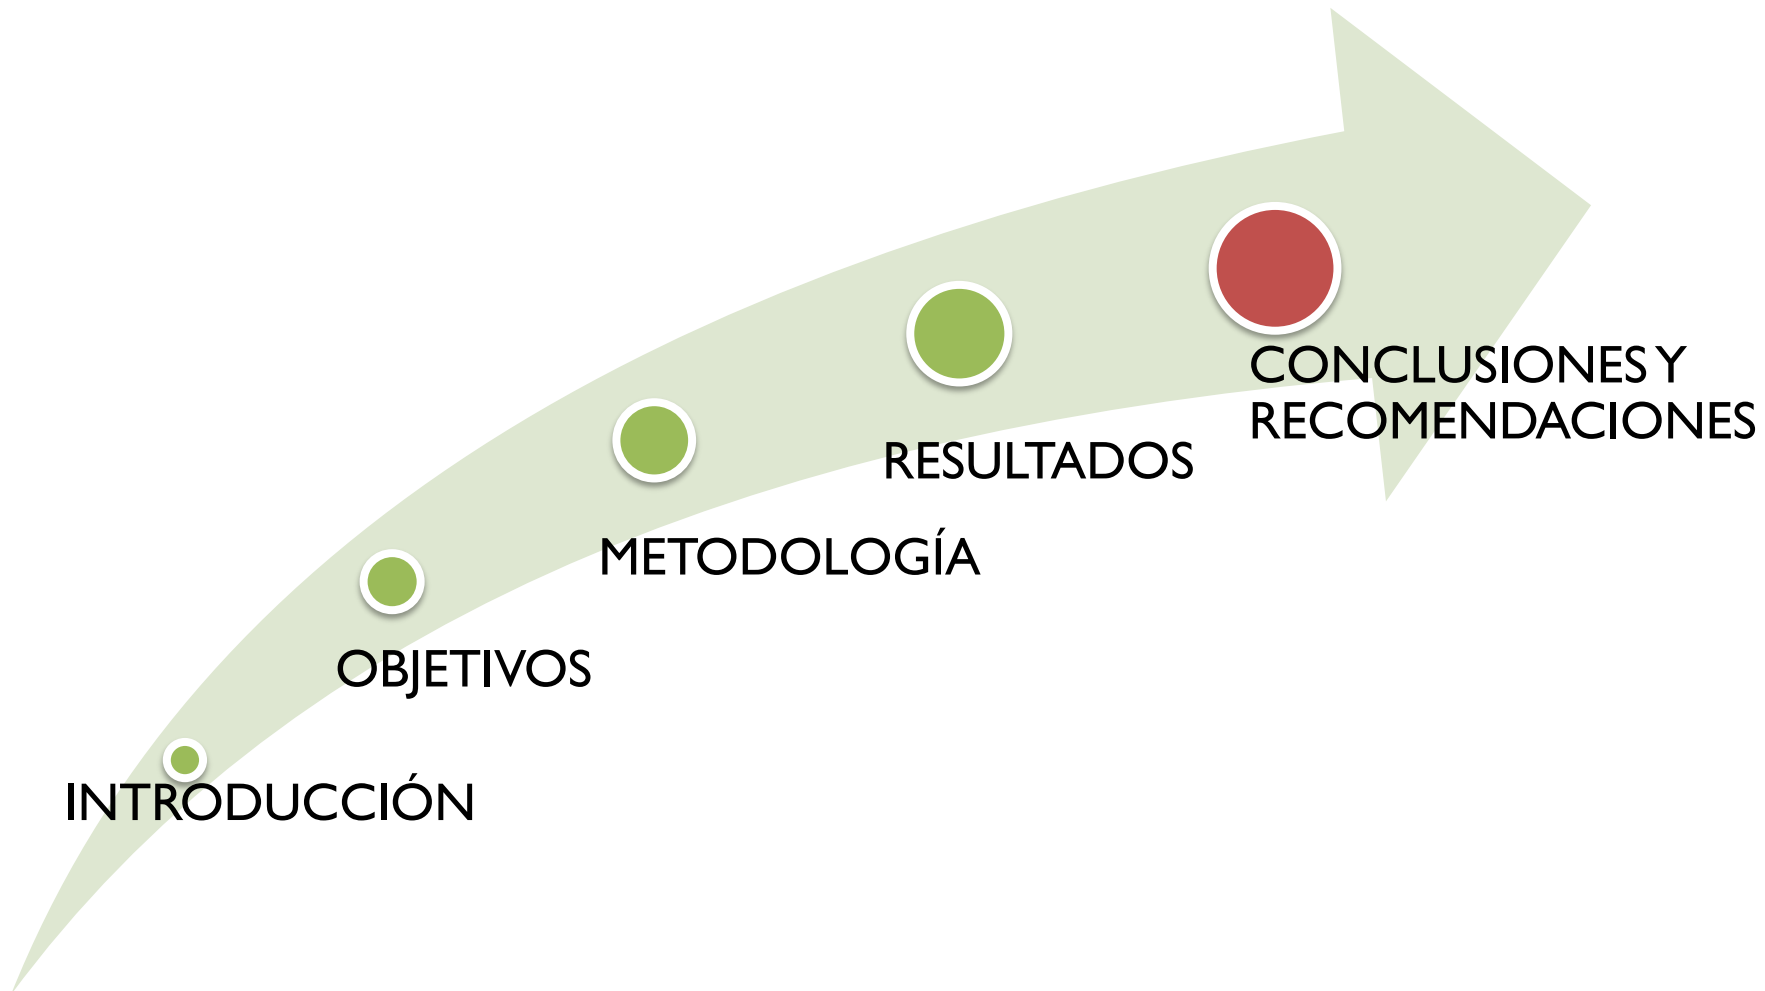 INTRODUCCIÓN
OBJETIVOS
METODOLOGÍA
RESULTADOS
CONCLUSIONES Y
RECOMENDACIONES